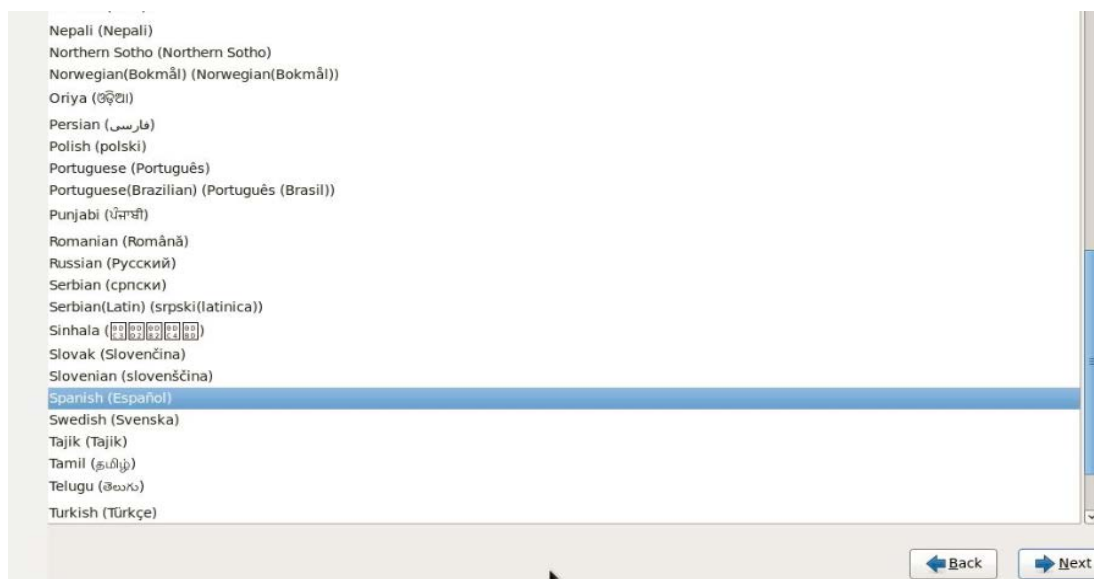 Nepali (Nepali)
Northern Sotho (Northern Sotho)
Norwegian(Bokmål) (Norwegian(Bokmål))
Oriya (ଓଡ଼ିଆ)
Persian (فارسی)
Polish (polski)
Portuguese (Português)
Portuguese(Brazilian) (Português (Brasil))
Punjabi (ਪੰਜਾਬੀ)
Romanian (Română)
Russian (Русский)
Serbian (српски)
Serbian(Latin) (srpski(latinica))
Sinhala ()
Slovak (Slovenčina)
Slovenian (slovenščina)
Spanish (Español)
Swedish (Svenska)
Tajik (Tajik)
Tamil (தமிழ்)
Telugu (తెలుగు)
Turkish (Türkçe)
Back Next